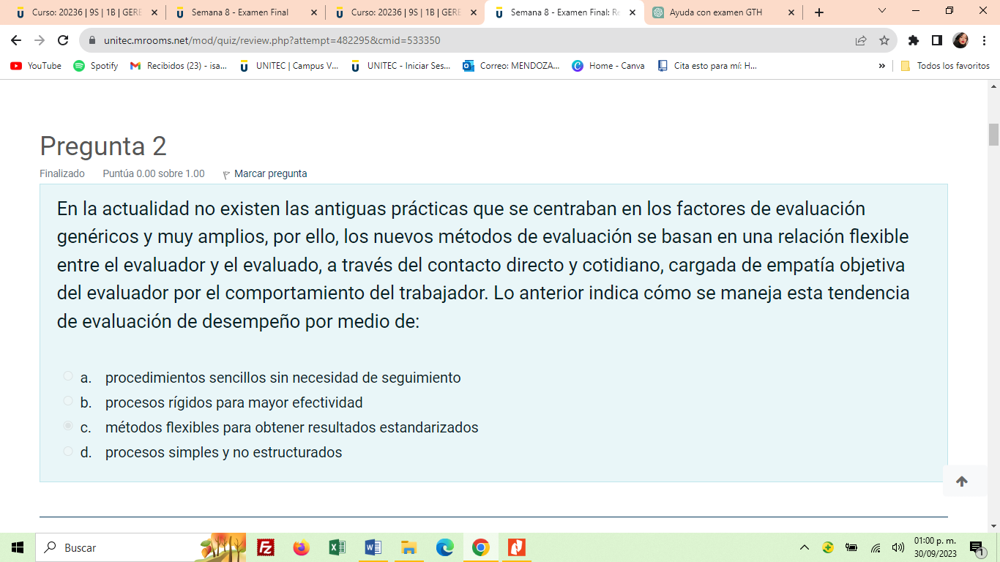 Curso: 20236 | 9S | 1B | GERE
Semana 8 - Examen Final
Curso: 20236 | 9S | 1B | GERE
Semana 8 - Examen Final: Re
Ayuda con examen GTH
unitec.mrooms.net/mod/quiz/review.php?attempt=482295&cmid=533350
YouTube
Spotify
Recibidos (23) - isa...
UNITEC | Campus V...
UNITEC - Iniciar Ses...
Correo: MENDOZA...
Home - Canva
Cita esto para mí: H...
»
Todos los favoritos
Pregunta 2
Finalizado
Puntúa 0.00 sobre 1.00
Marcar pregunta
En la actualidad no existen las antiguas prácticas que se centraban en los factores de evaluación
genéricos y muy amplios, por ello, los nuevos métodos de evaluación se basan en una relación flexible
entre el evaluador y el evaluado, a través del contacto directo y cotidiano, cargada de empatía objetiva
del evaluador por el comportamiento del trabajador. Lo anterior indica cómo se maneja esta tendencia
de evaluación de desempeño por medio de:
a. procedimientos sencillos sin necesidad de seguimiento
b. procesos rígidos para mayor efectividad
c. métodos flexibles para obtener resultados estandarizados
d. procesos simples y no estructurados
Buscar
01:00 p. m.
30/09/2023
1